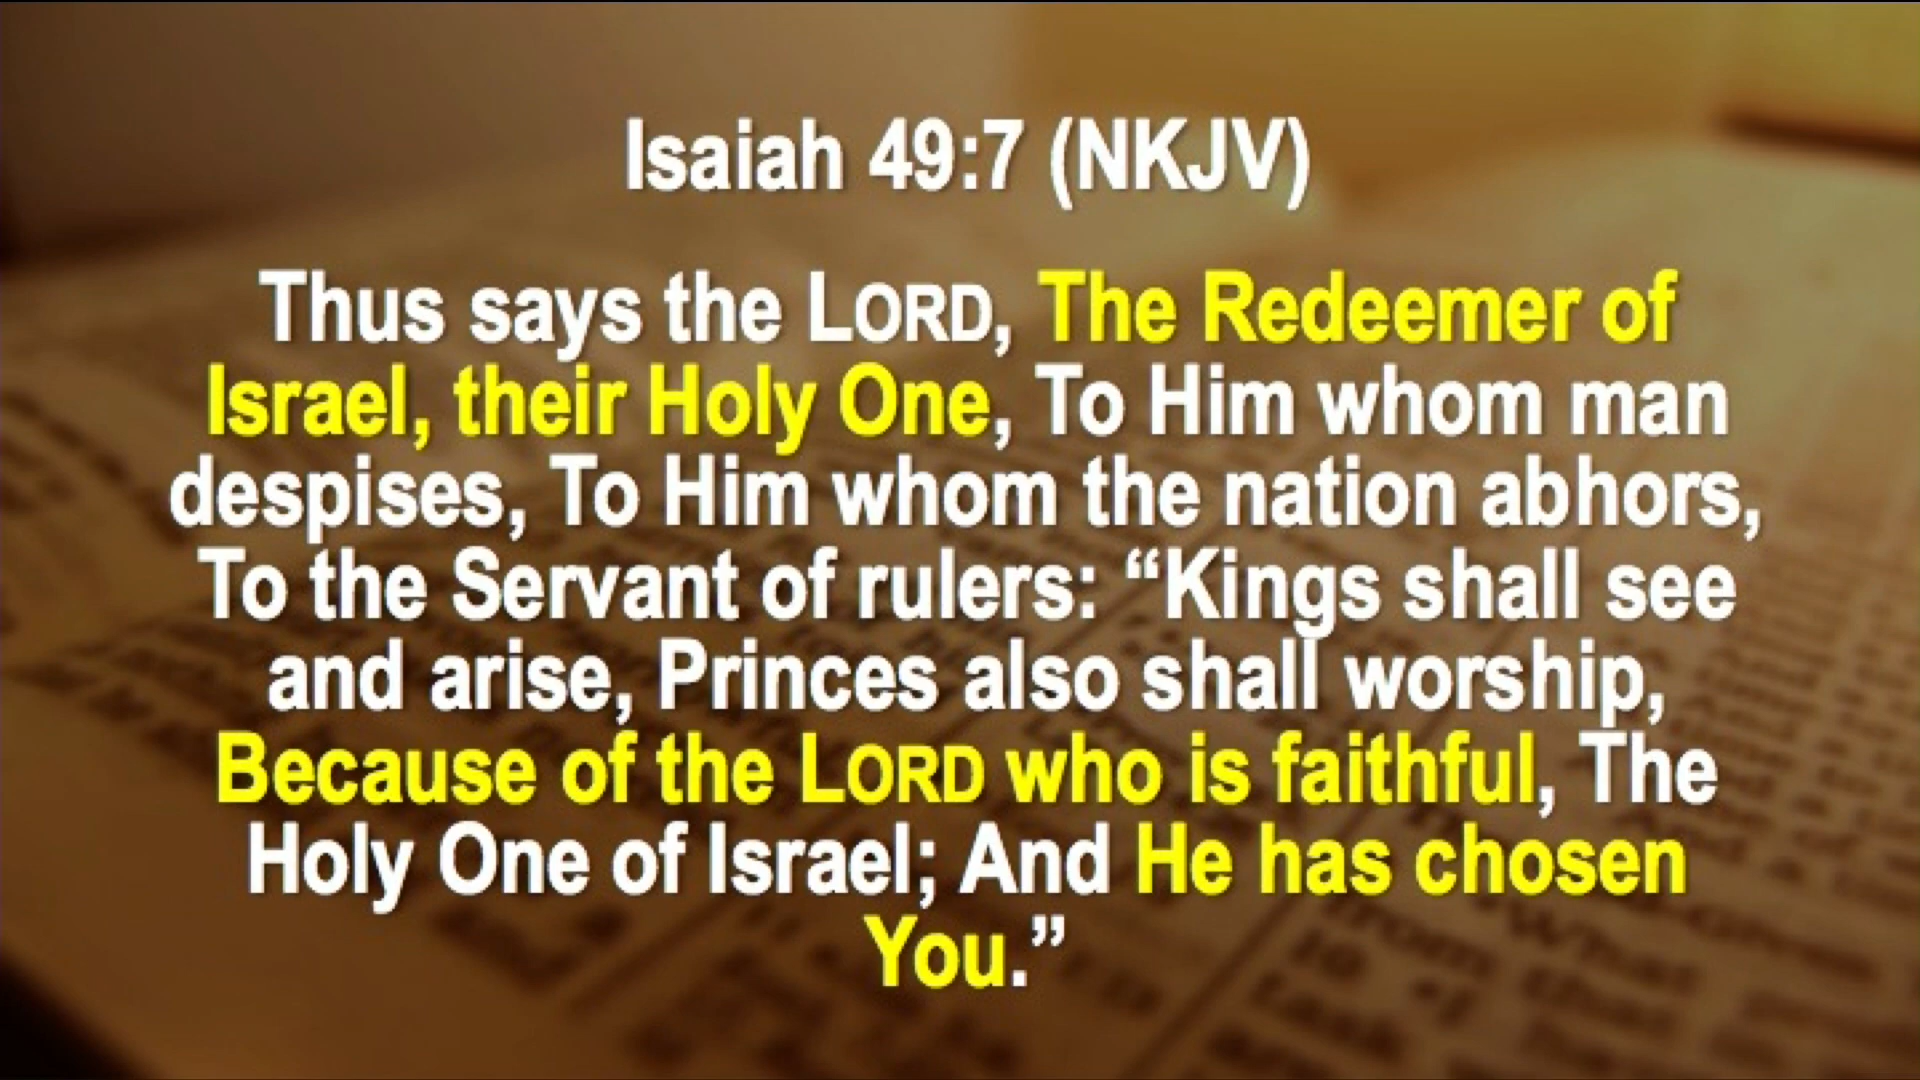 Isaiah 49:7 (NKJV)
Thus says the LORD, The Redeemer of
Israel, their Holy One, To Him whom man
despises, To Him whom the nation abhors,
To the Servant of rulers: “Kings shall see
and arise, Princes also shall worship,
Because of the LORD who is faithful, The
Holy One of Israel; And He has chosen
You.”